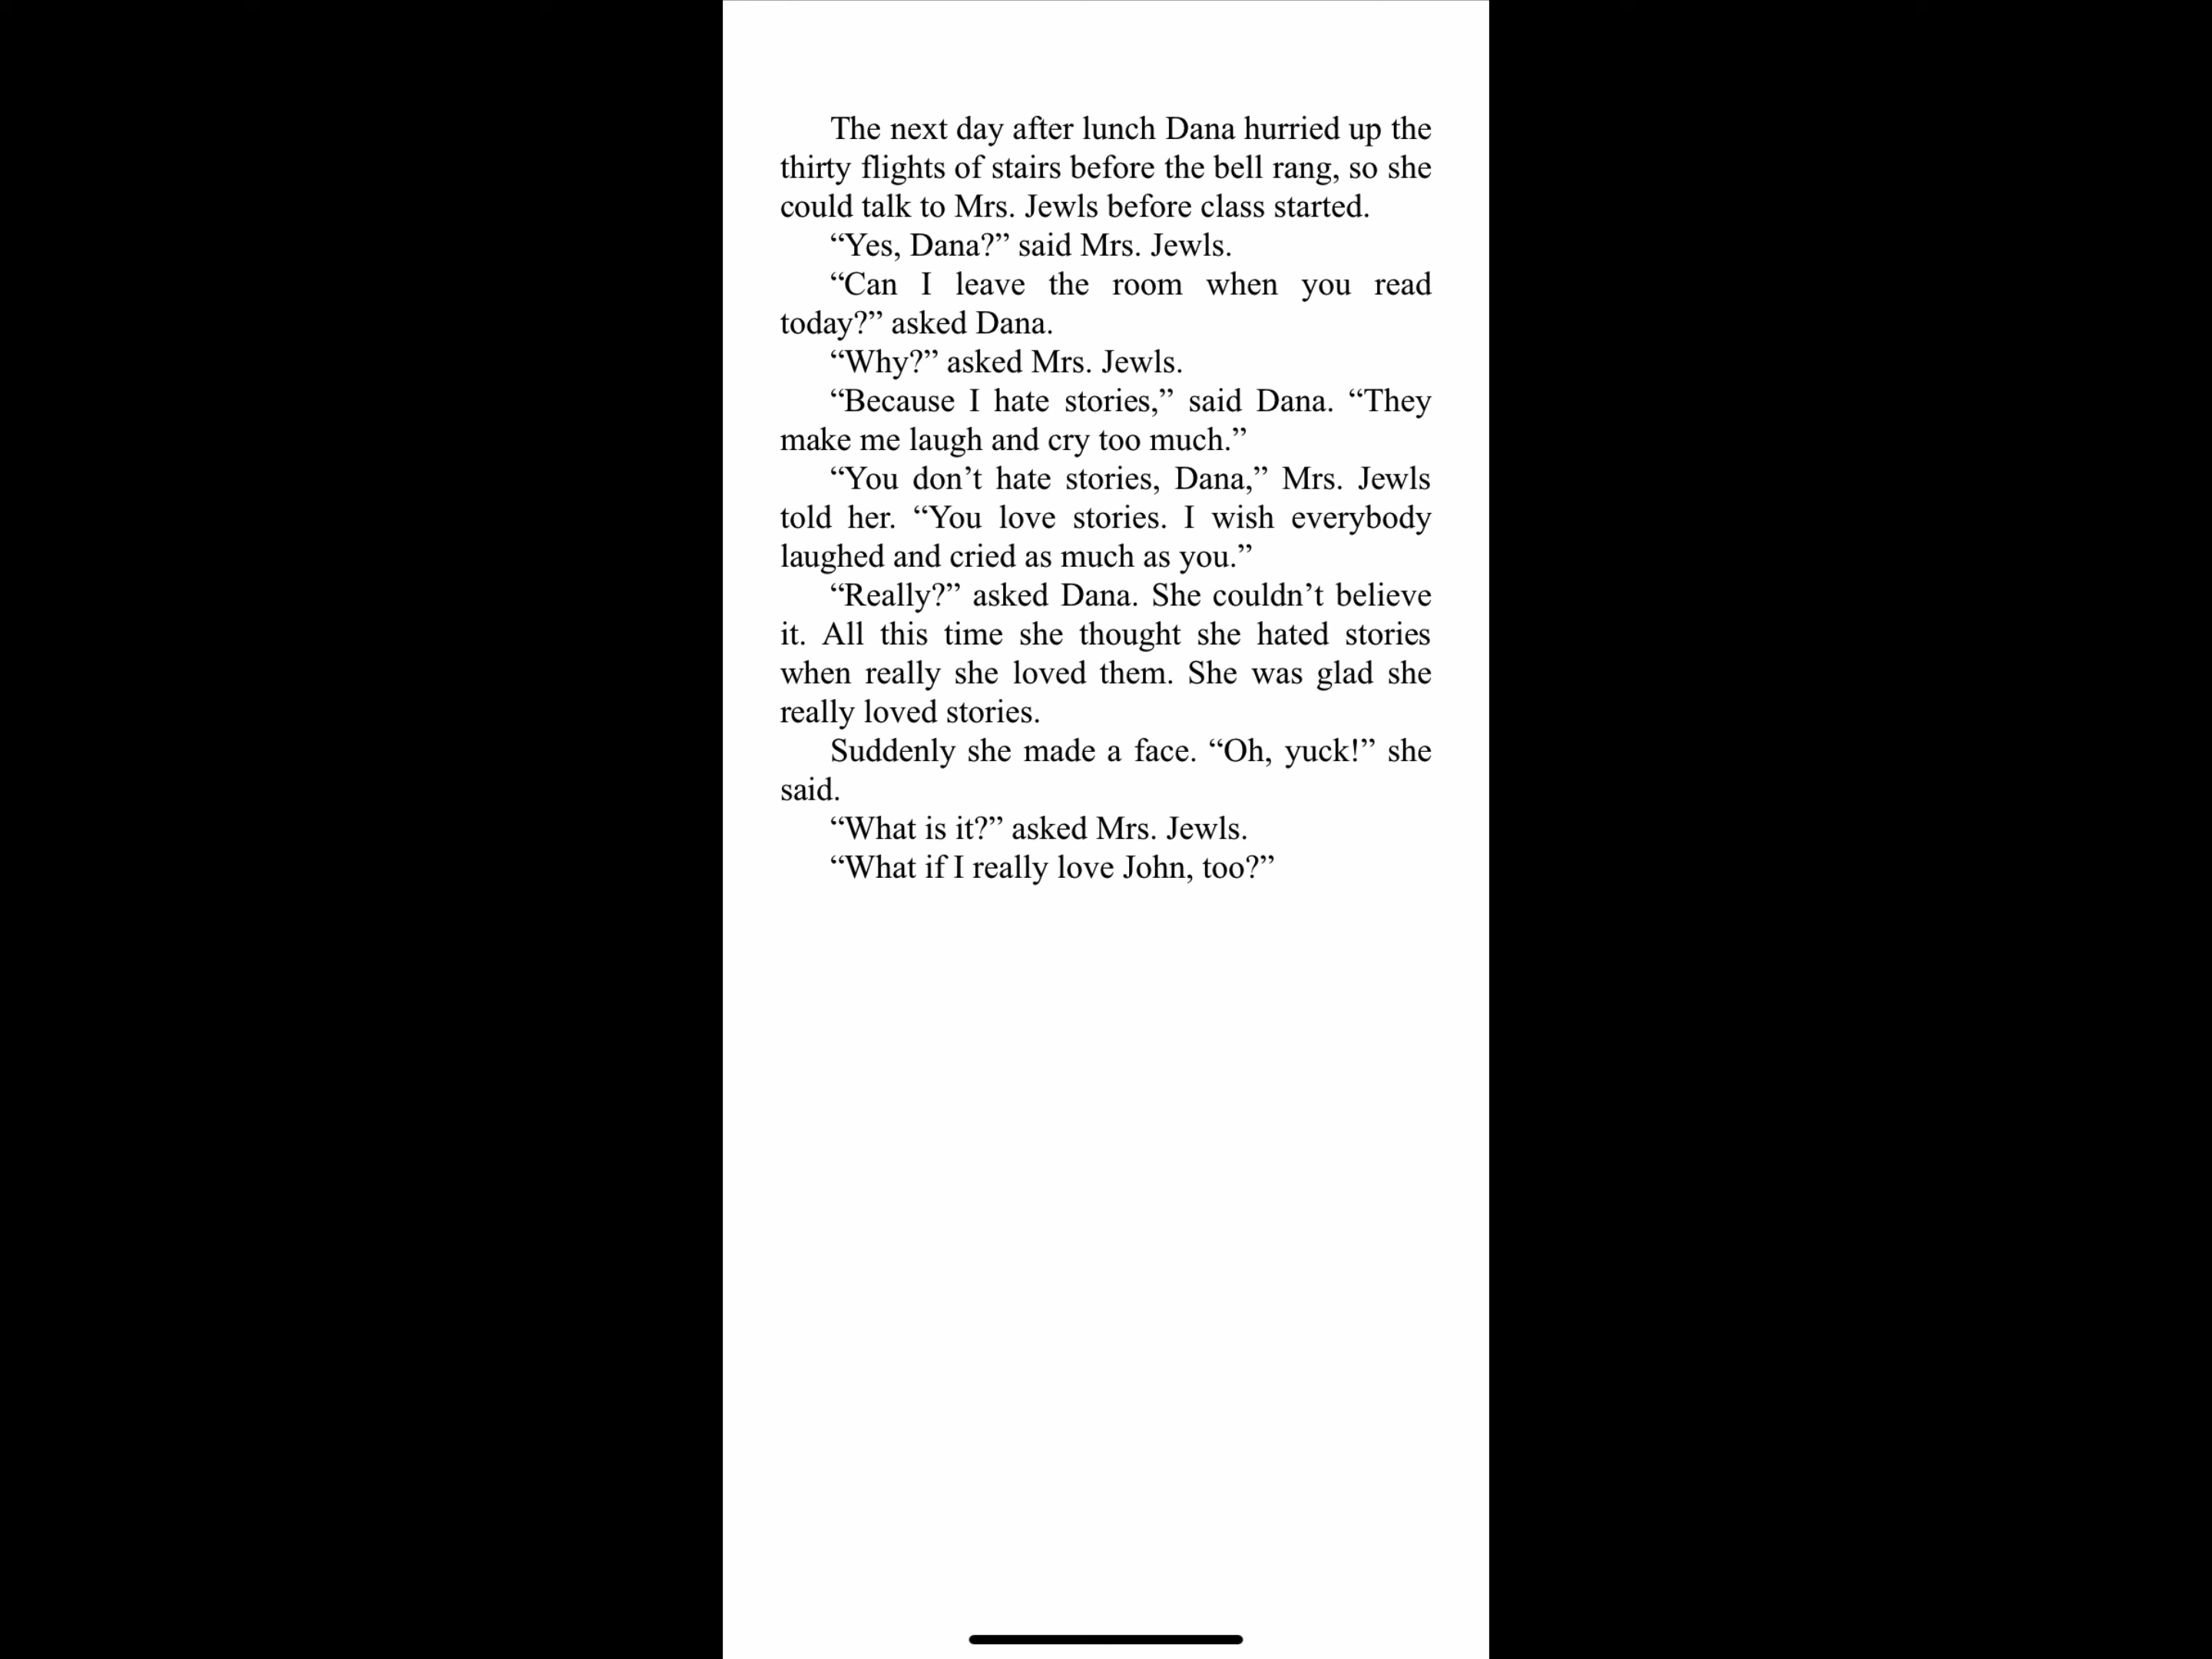 The next day after lunch Dana hurried up the
thirty flights of stairs before the bell rang, so she
could talk to Mrs. Jewls before class started.
“Yes, Dana?” said Mrs. Jewls.
“Can I leave the room when you read
today?” asked Dana.
“Why?” asked Mrs. Jewls.
“Because I hate stories,” said Dana. “They
make me laugh and cry too much.”
“You don’t hate stories, Dana,” Mrs. Jewls
told her. “You love stories. I wish everybody
laughed and cried as much as you.”
“Really?” asked Dana. She couldn’t believe
it. All this time she thought she hated stories
when really she loved them. She was glad she
really loved stories.
Suddenly she made a face. “Oh, yuck!” she
said.
“What is it?” asked Mrs. Jewls.
“What if I really love John, too?”